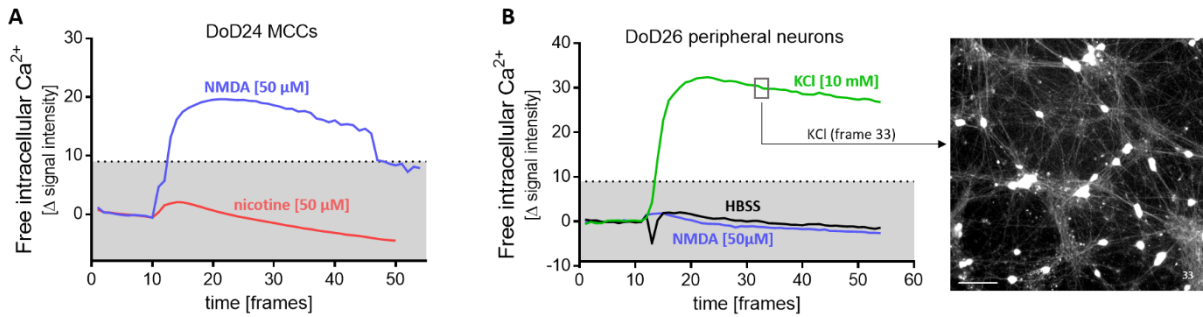 A
DoD24 MCCs
Free intracellular Ca²⁺
[Δ signal intensity]
30
20
10
0
NMDA [50 µM]
nicotine [50 µM]
0 10 20 30 40 50
time [frames]
B
DoD26 peripheral neurons
Free intracellular Ca²⁺
[Δ signal intensity]
40
30
20
10
0
-10
KCl [10 mM]
KCl (frame 33)
HBSS
NMDA [50µM]
0 10 20 30 40 50 60
time [frames]
33